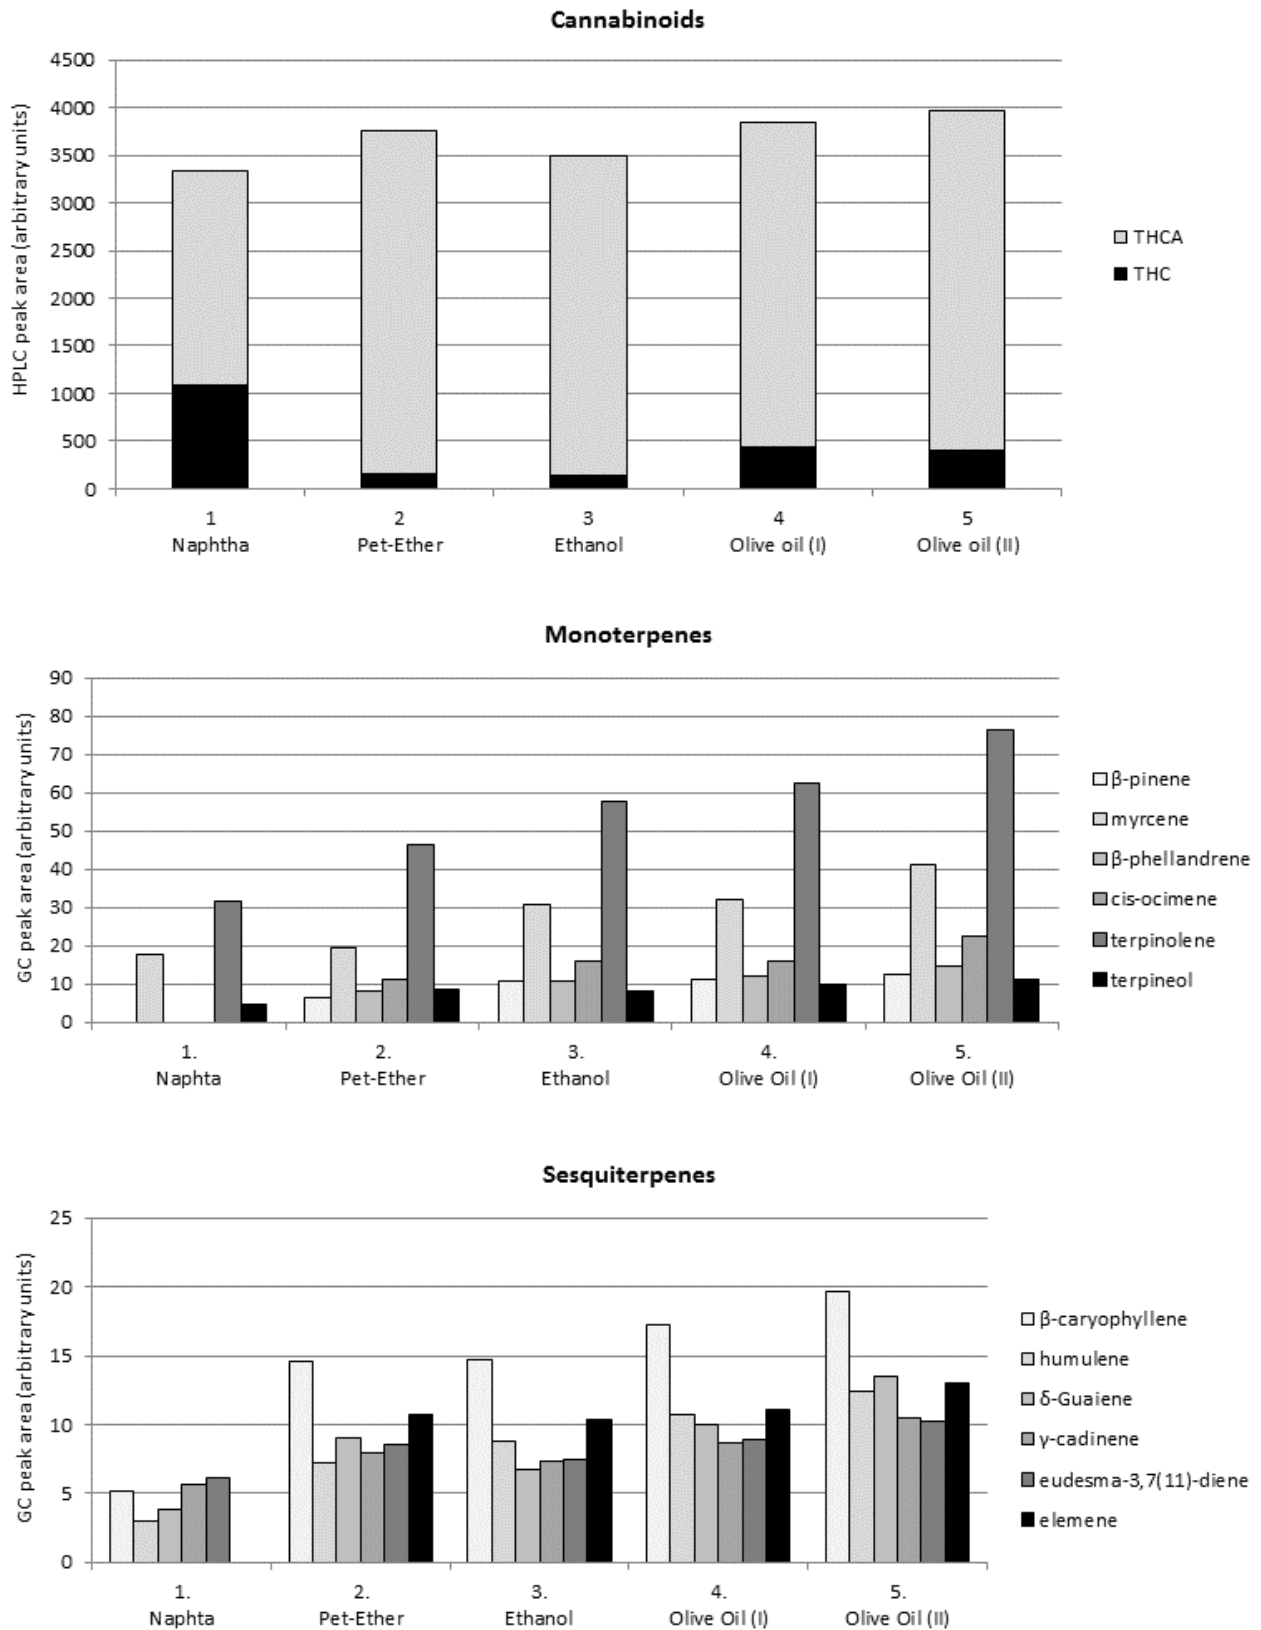 Cannabinoids
HPLC peak area (arbitrary units)
4500
4000
3500
3000
2500
2000
1500
1000
500
0
1 2 3 4 5
Naphtha Pet-Ether Ethanol Olive oil (I) Olive oil (II)
THCA
THC
Monoterpenes
GC peak area (arbitrary units)
90
80
70
60
50
40
30
20
10
0
1. 2. 3. 4. 5.
Naphta Pet-Ether Ethanol Olive Oil (I) Olive Oil (II)
β-pinene
myrcene
β-phellandrene
cis-ocimene
terpinolene
terpineol
Sesquiterpenes
GC peak area (arbitrary units)
25
20
15
10
5
0
1. 2. 3. 4. 5.
Naphta Pet-Ether Ethanol Olive Oil (I) Olive Oil (II)
β-caryophyllene
humulene
δ-Guaiene
γ-cadinene
eudesma-3,7(11)-diene
elemene